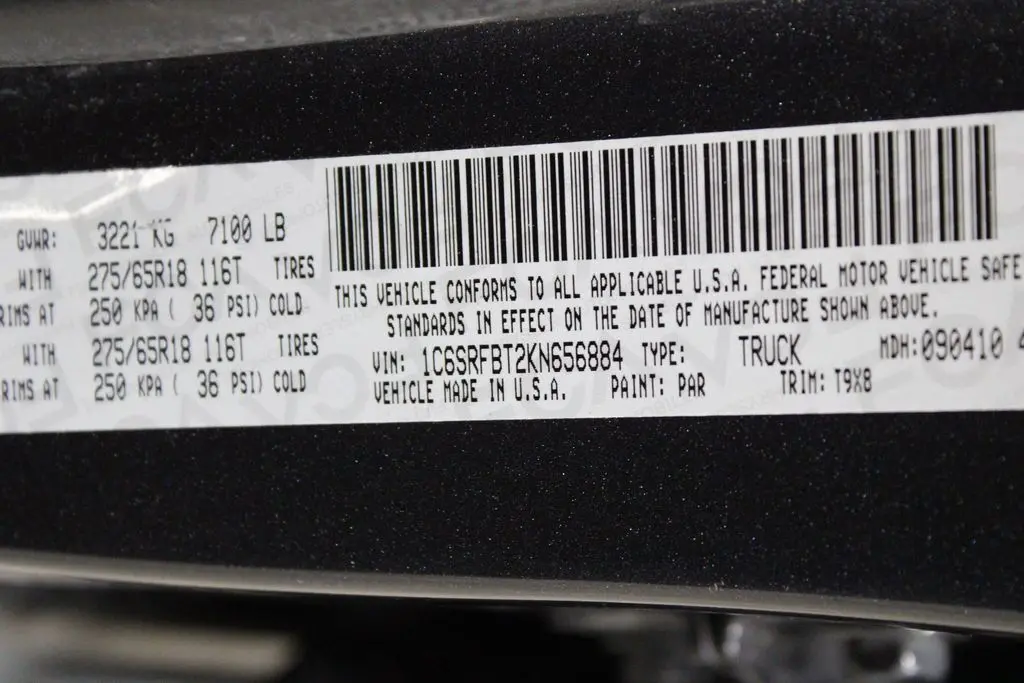 GVWR: 3221 KG 7100 LB
WITH 275/65R18 116T TIRES
RIMS AT 250 KPA ( 36 PSI) COLD
WITH 275/65R18 116T TIRES
RIMS AT 250 KPA ( 36 PSI) COLD
THIS VEHICLE CONFORMS TO ALL APPLICABLE U.S.A. FEDERAL MOTOR VEHICLE SAFE
STANDARDS IN EFFECT ON THE DATE OF MANUFACTURE SHOWN ABOVE.
VIN: 1C6SRFBT2KN656884 TYPE: TRUCK MDH:090410 4
VEHICLE MADE IN U.S.A. PAINT: PAR TRIM: T9X8